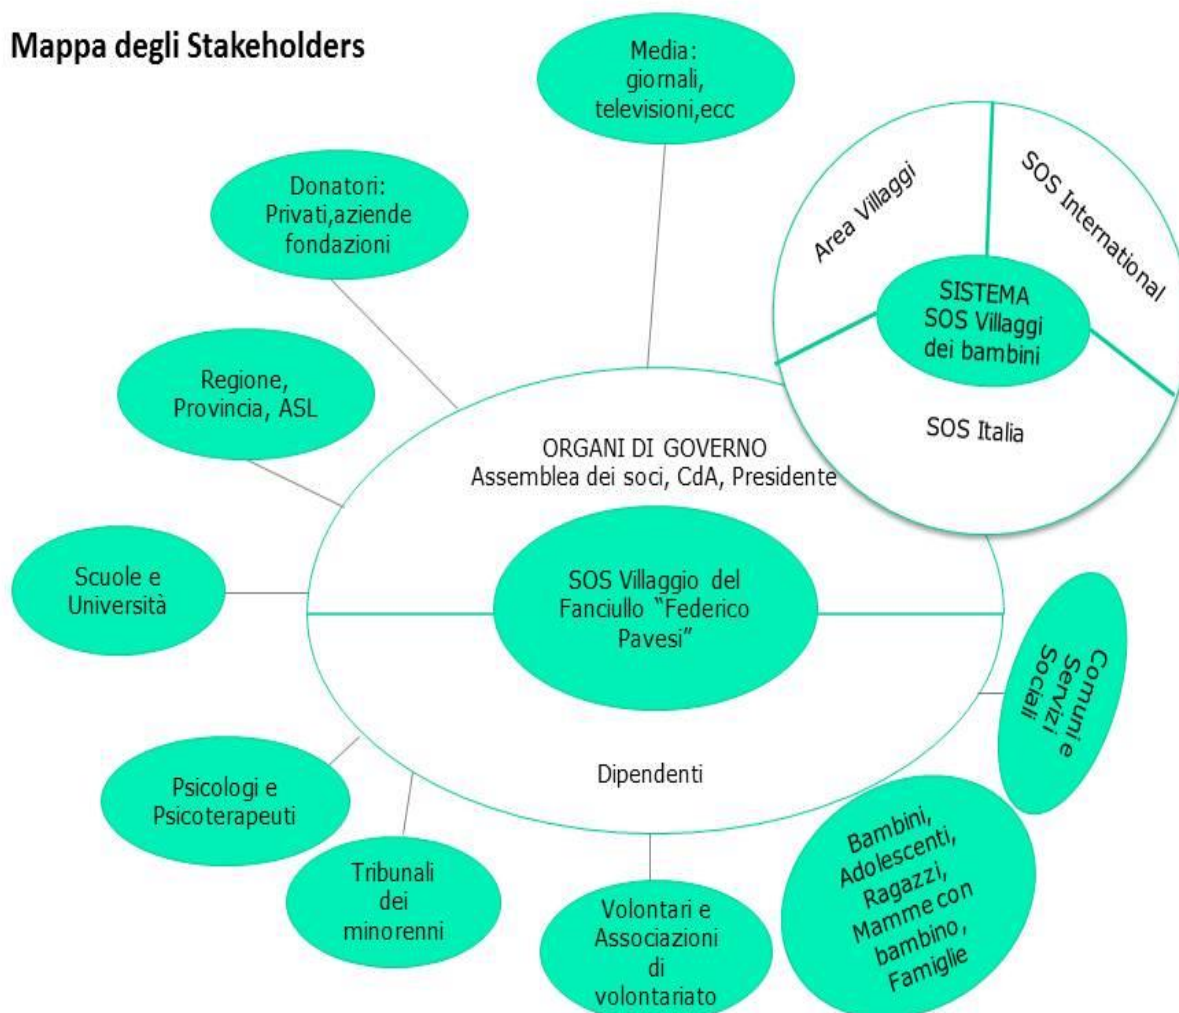 Mappa degli Stakeholders
Media:
giornali,
televisioni,ecc
Donatori:
Privati,aziende
fondazioni
Area Villaggi
SOS International
SISTEMA
SOS Villaggi
dei bambini
SOS Italia
Regione,
Provincia, ASL
ORGANI DI GOVERNO
Assemblea dei soci, CdA, Presidente
Scuole e
Università
SOS Villaggio del
Fanciullo “Federico
Pavesi”
Comuni e
Servizi
Sociali
Dipendenti
Psicologi e
Psicoterapeuti
Tribunali
dei
minorenni
Volontari e
Associazioni
di
volontariato
Bambini,
Adolescenti,
Ragazzi,
Mamme con
bambino,
Famiglie